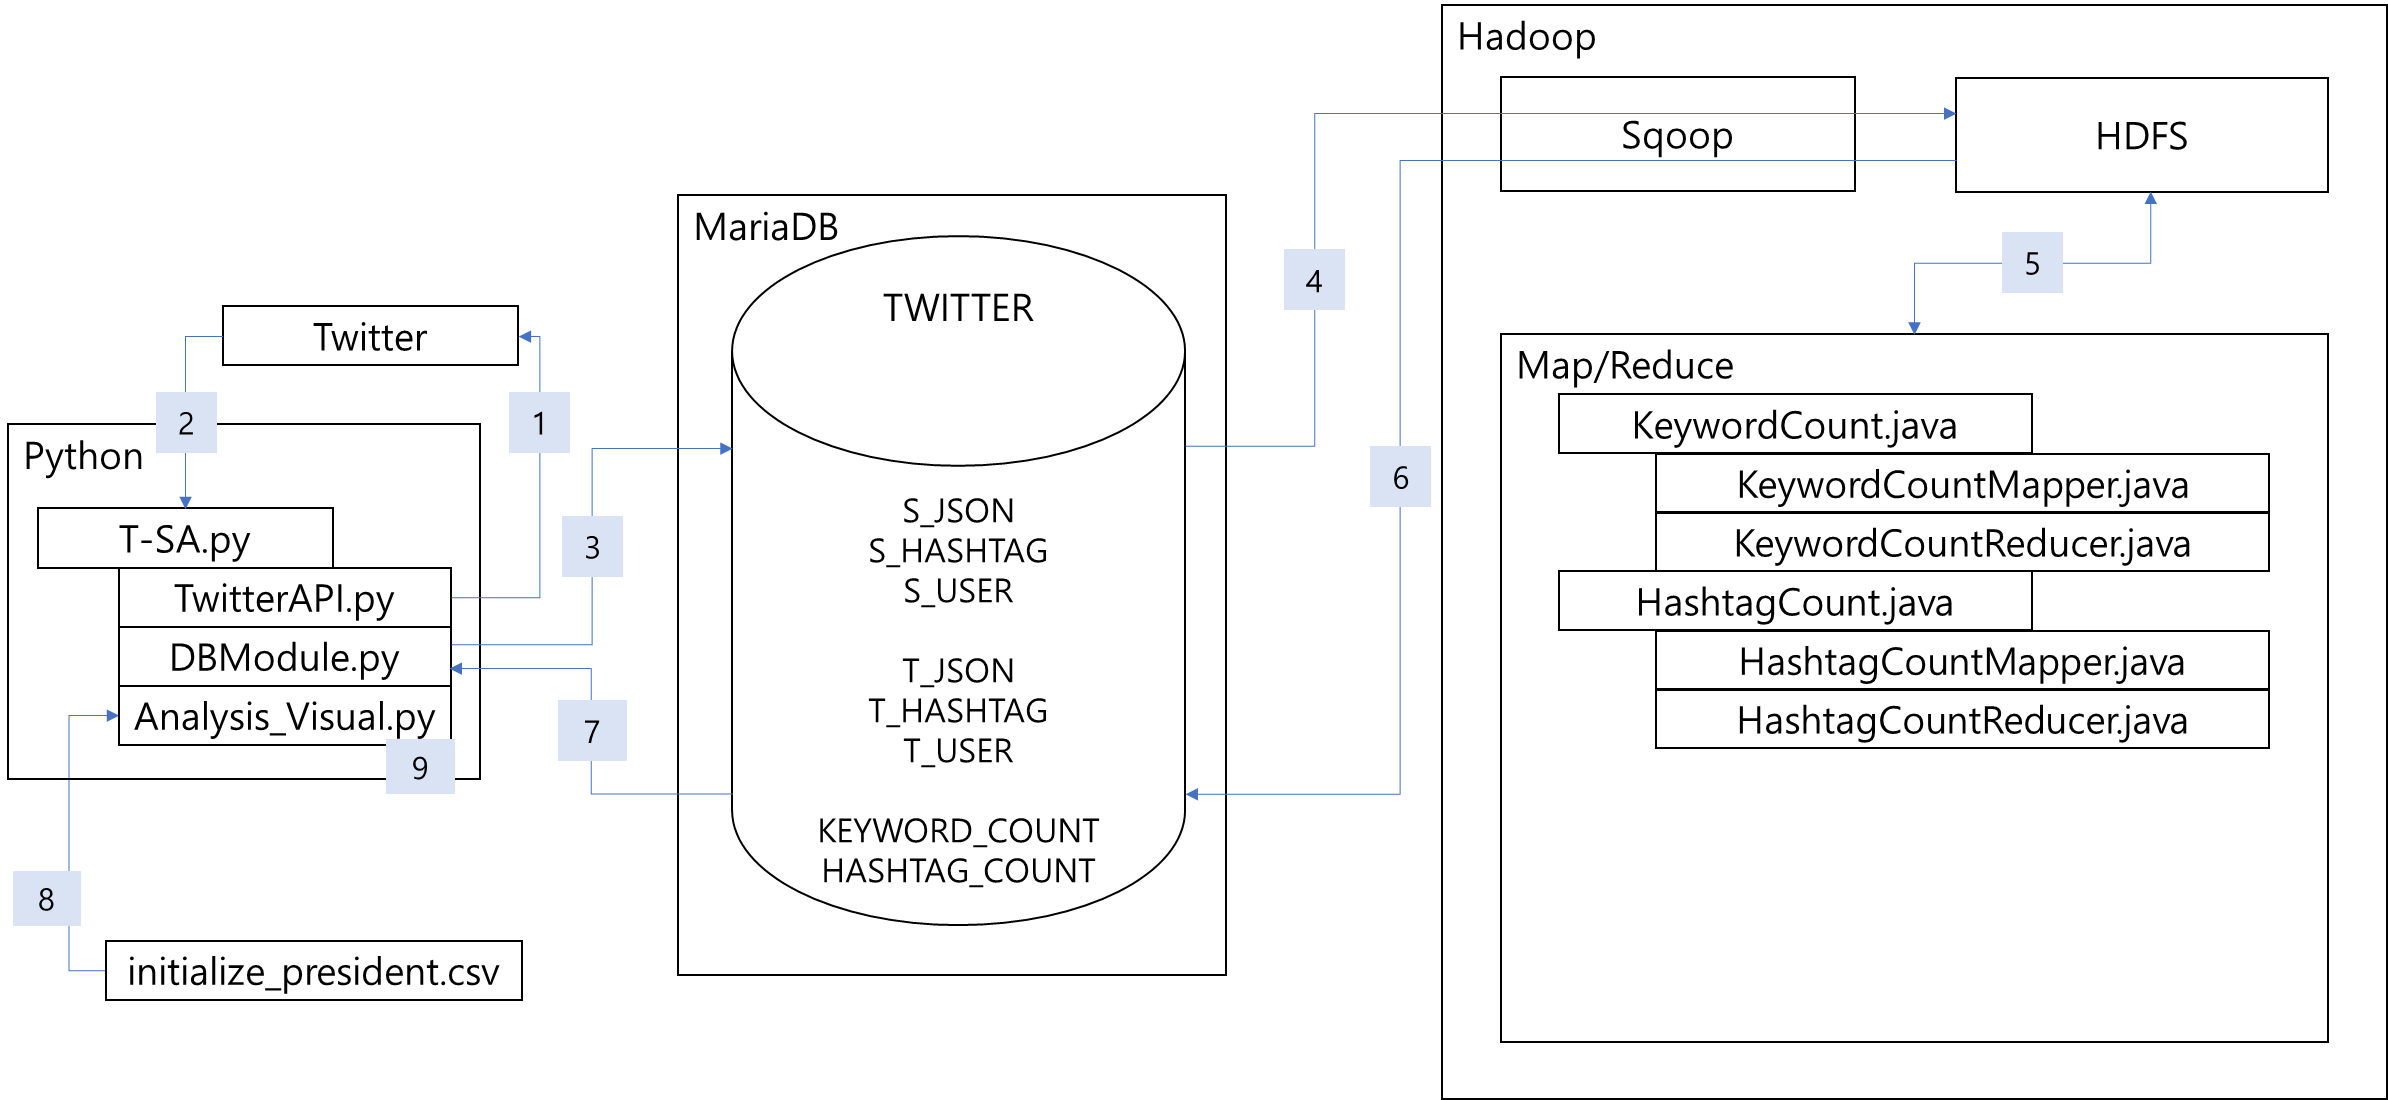 Hadoop
Sqoop
HDFS
MariaDB
TWITTER
4
5
Twitter
Map/Reduce
2
1
KeywordCount.java
Python
6
KeywordCountMapper.java
S_JSON
T-SA.py
3
KeywordCountReducer.java
S_HASHTAG
S_USER
TwitterAPI.py
HashtagCount.java
DBModule.py
T_JSON
HashtagCountMapper.java
Analysis_Visual.py
7
T_HASHTAG
HashtagCountReducer.java
T_USER
9
KEYWORD_COUNT
HASHTAG_COUNT
8
initialize_president.csv